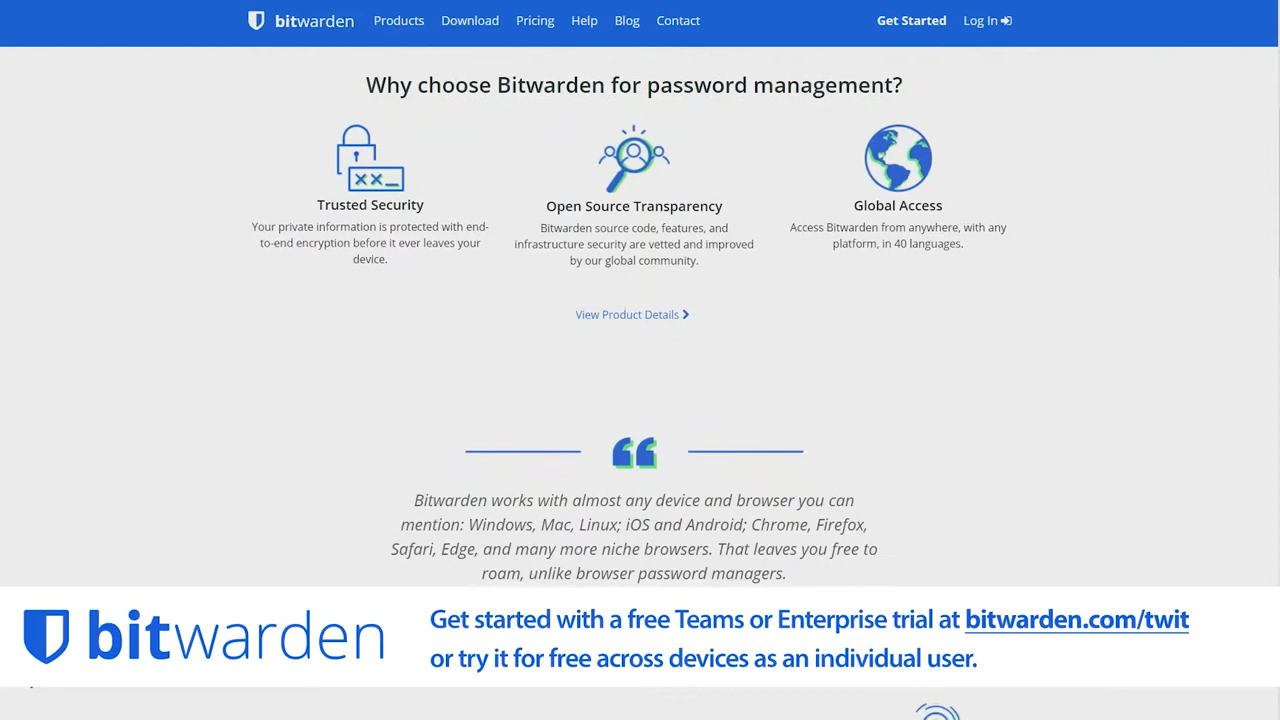 bitwarden Products Download Pricing Help Blog Contact Get Started Log In
Why choose Bitwarden for password management?
Trusted Security
Your private information is protected with end-
to-end encryption before it ever leaves your
device.
Open Source Transparency
Bitwarden source code, features, and
infrastructure security are vetted and improved
by our global community.
Global Access
Access Bitwarden from anywhere, with any
platform, in 40 languages.
View Product Details
Bitwarden works with almost any device and browser you can
mention: Windows, Mac, Linux; iOS and Android; Chrome, Firefox,
Safari, Edge, and many more niche browsers. That leaves you free to
roam, unlike browser password managers.
bitwarden
Get started with a free Teams or Enterprise trial at bitwarden.com/twit
or try it for free across devices as an individual user.